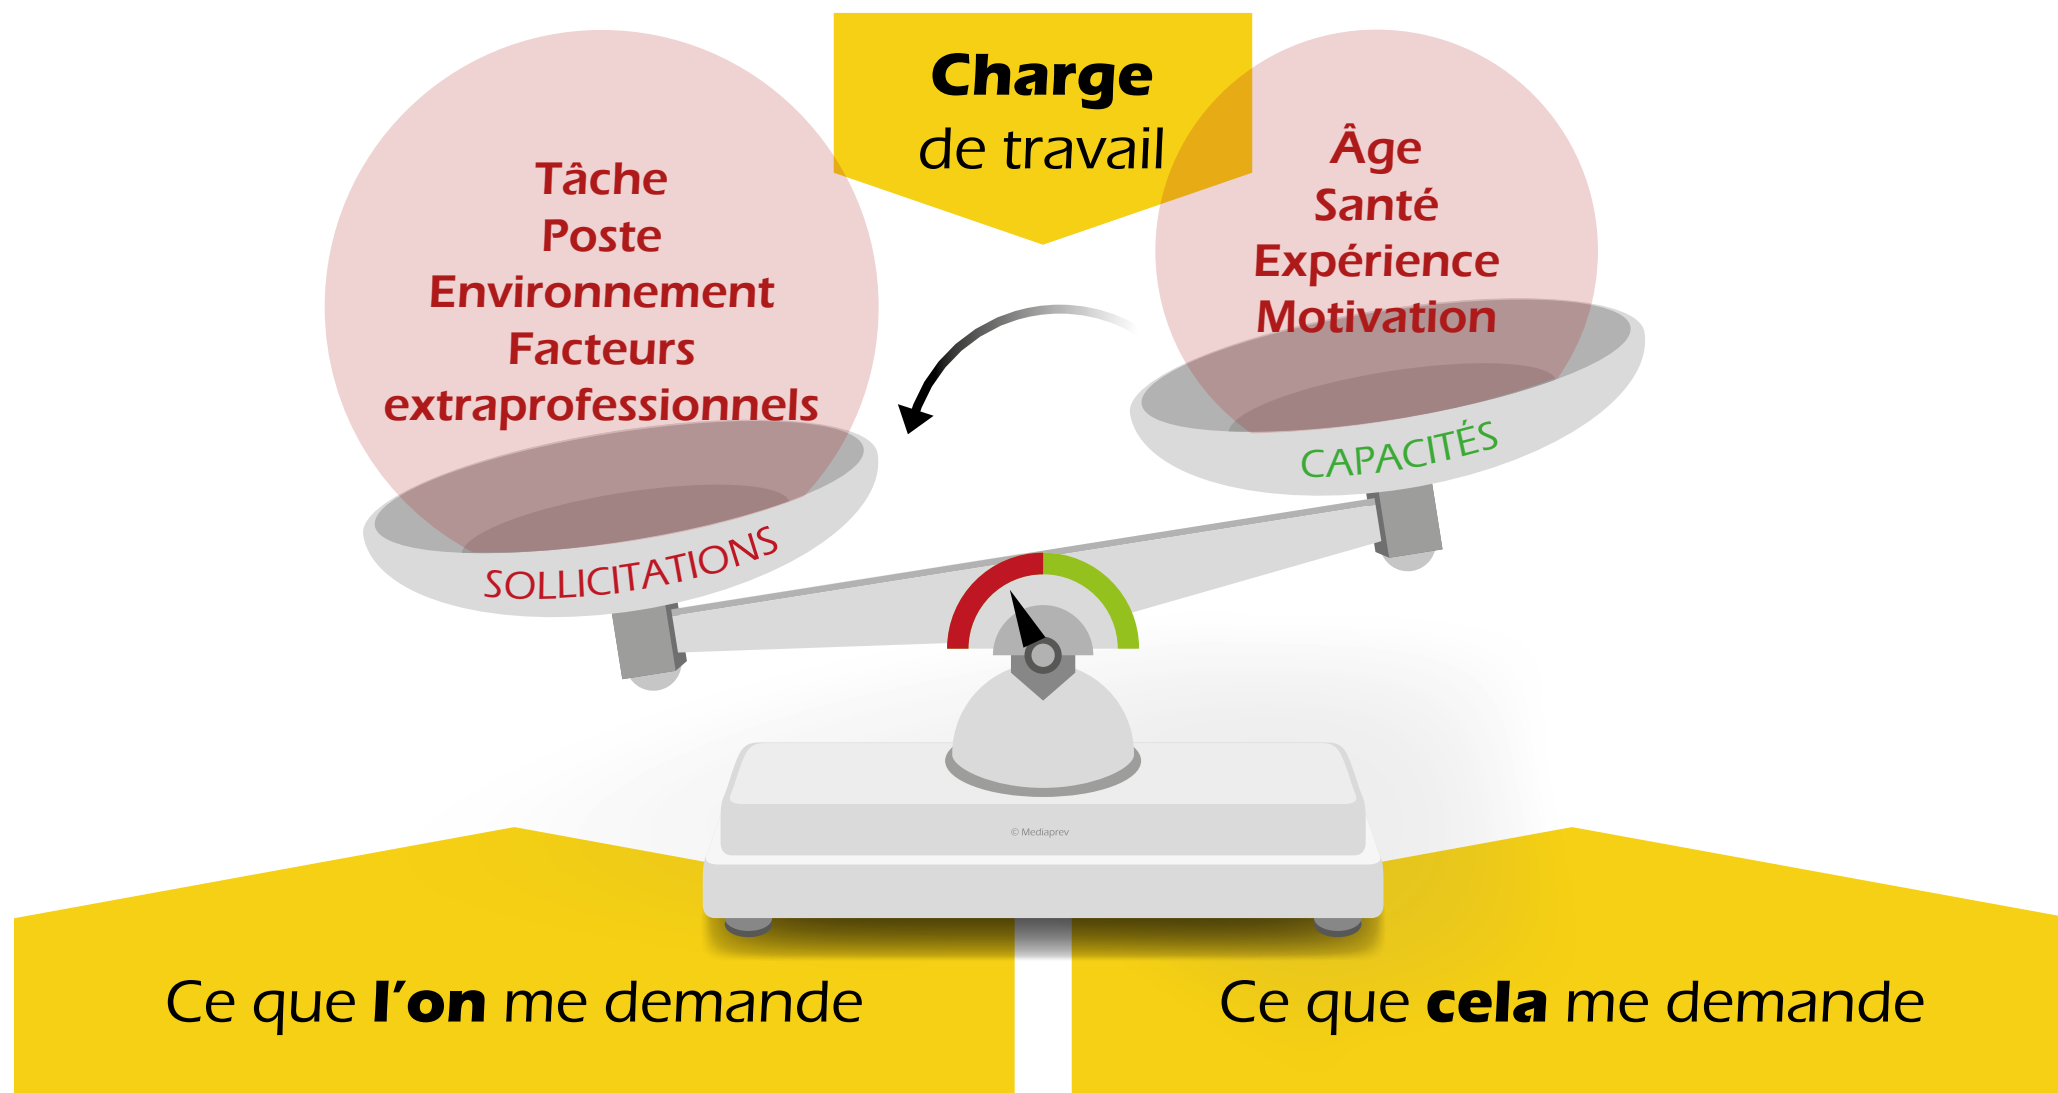 Charge
de travail
Tâche
Poste
Environnement
Facteurs
extraprofessionnels
SOLLICITATIONS
Âge
Santé
Expérience
Motivation
CAPACITÉS
© Mediaprev
Ce que l'on me demande
Ce que cela me demande